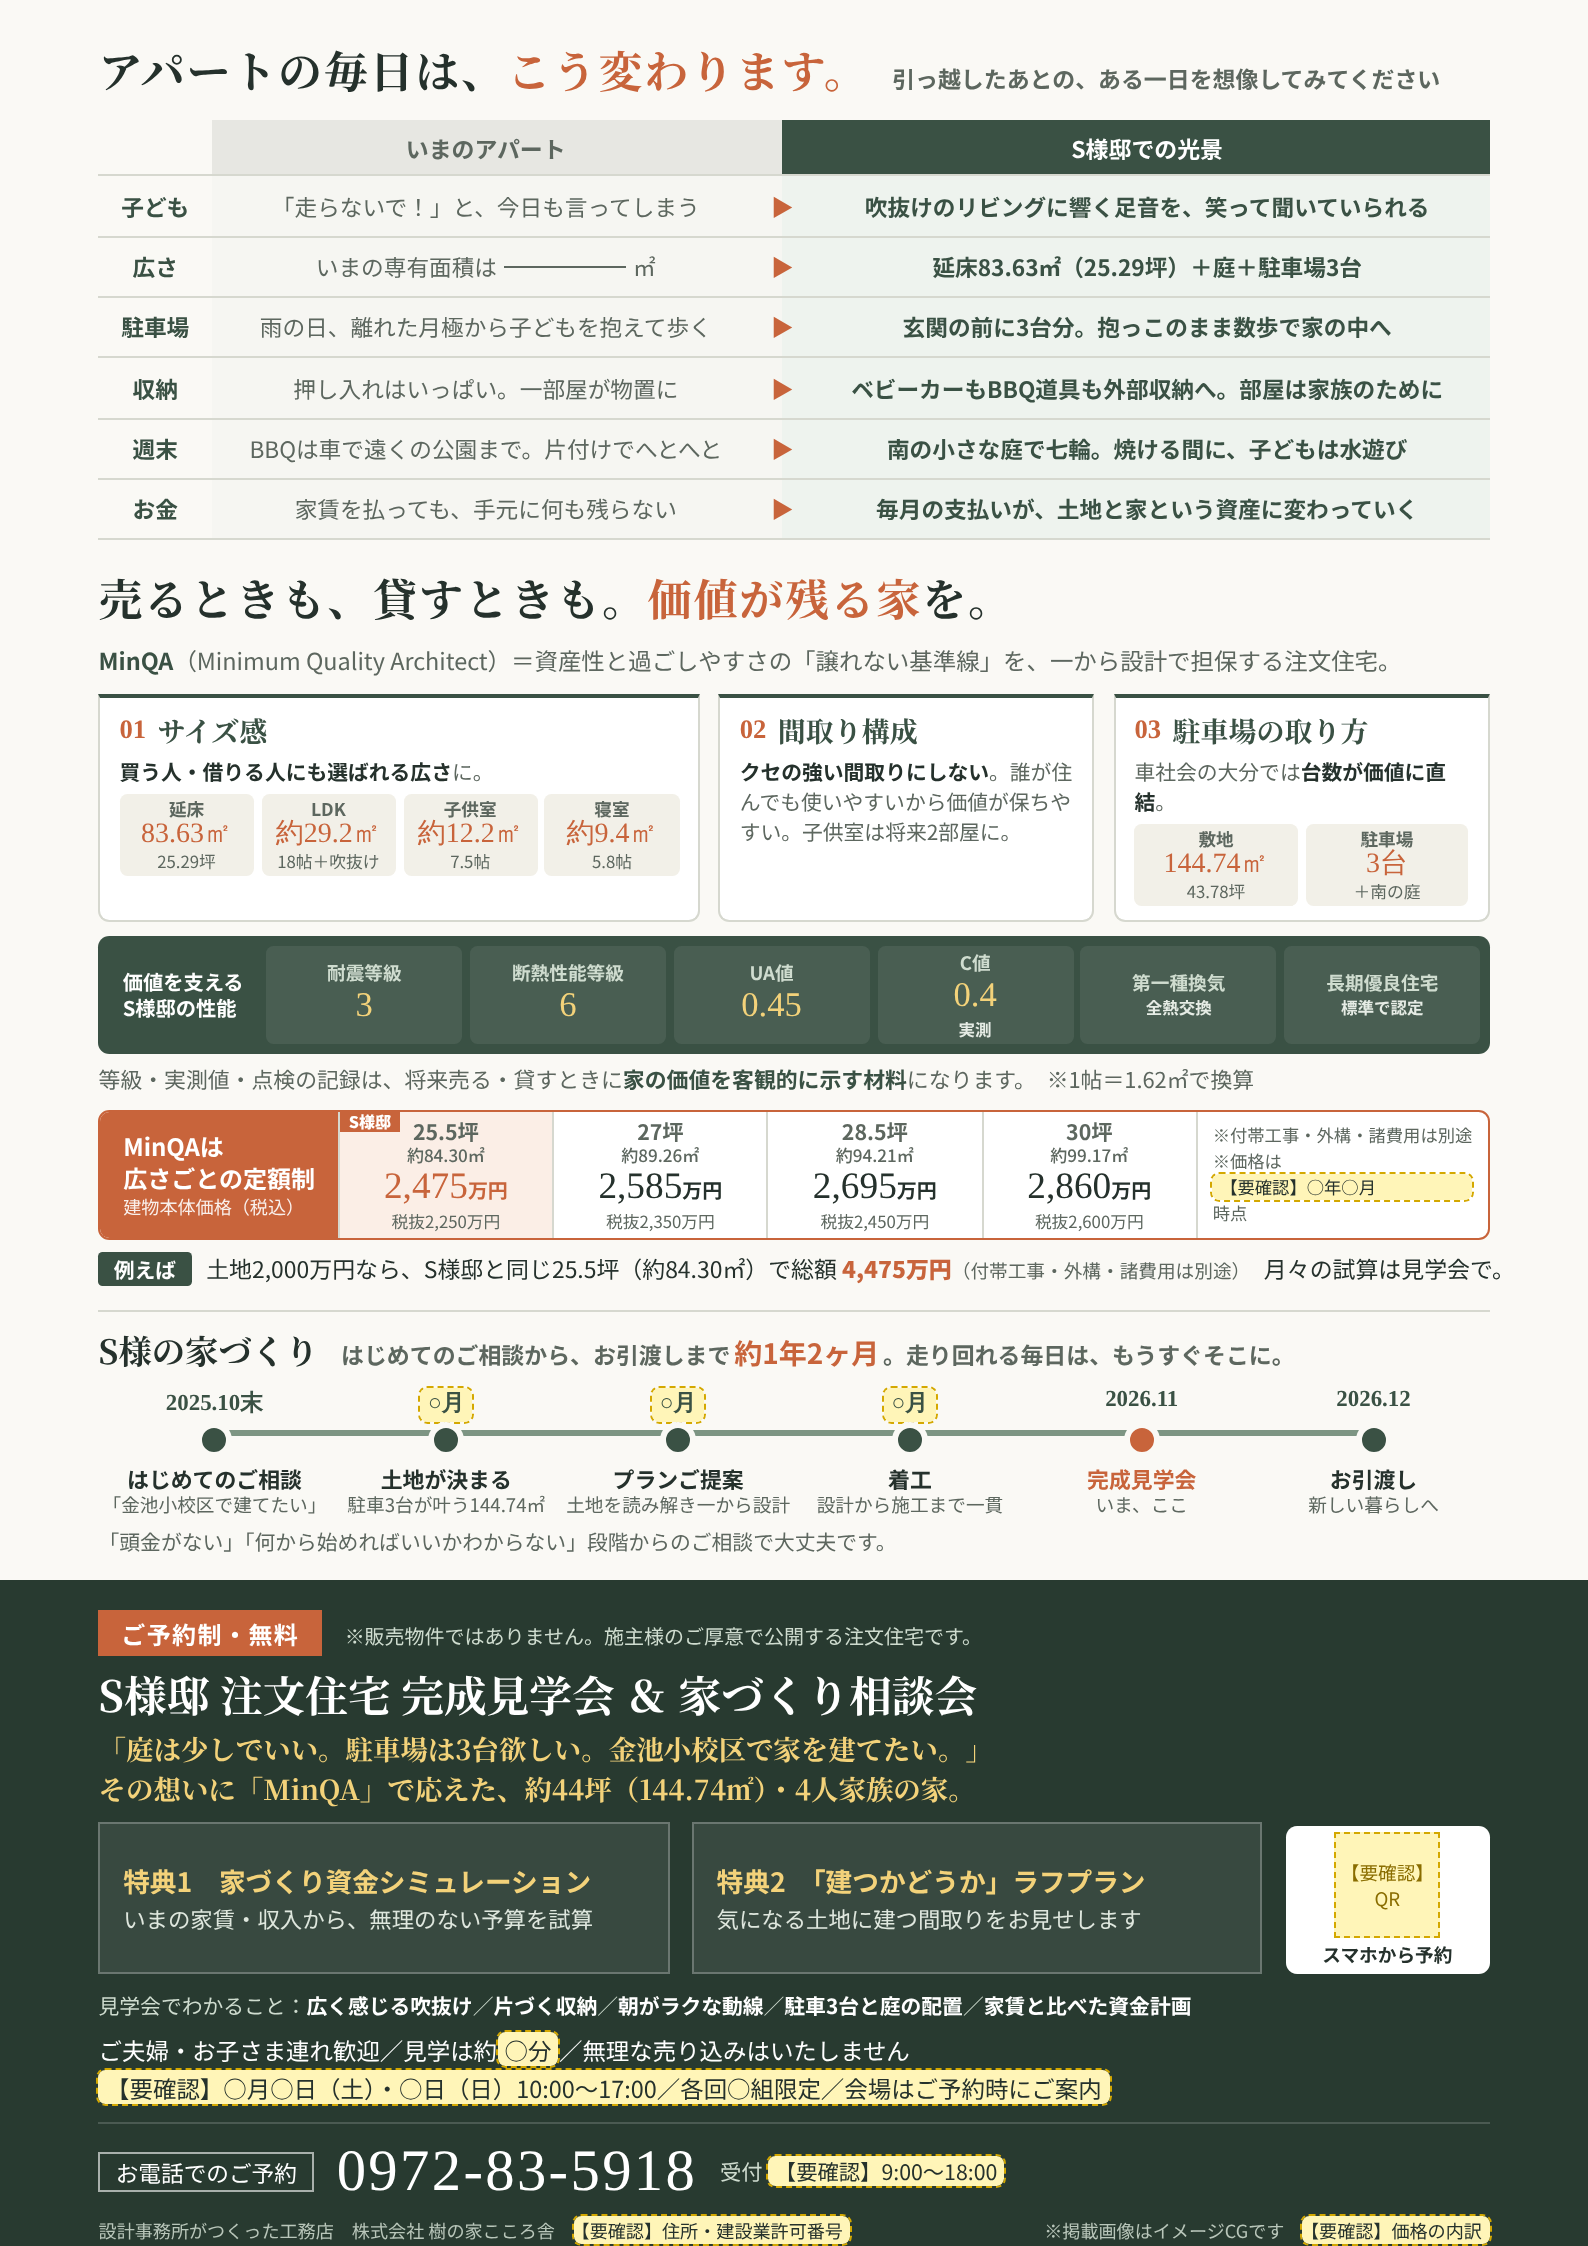 アパートの毎日は、こう変わります。 引っ越したあとの、ある一日を想像してみてください
いまのアパート S様邸での光景
子ども 「走らないで！」と、今日も言ってしまう ▶ 吹抜けのリビングに響く足音を、笑って聞いていられる
広さ いまの専有面積は ――――― ㎡ ▶ 延床83.63㎡（25.29坪）＋庭＋駐車場3台
駐車場 雨の日、離れた月極から子どもを抱えて歩く ▶ 玄関の前に3台分。抱っこのまま数歩で家の中へ
収納 押し入れはいっぱい。一部屋が物置に ▶ ベビーカーもBBQ道具も外部収納へ。部屋は家族のために
週末 BBQは車で遠くの公園まで。片付けでへとへと ▶ 南の小さな庭で七輪。焼ける間に、子どもは水遊び
お金 家賃を払っても、手元に何も残らない ▶ 毎月の支払いが、土地と家という資産に変わっていく
売るときも、貸すときも。価値が残る家を。
MinQA（Minimum Quality Architect）＝資産性と過ごしやすさの「譲れない基準線」を、一から設計で担保する注文住宅。
01 サイズ感
買う人・借りる人にも選ばれる広さに。
延床 LDK 子供室 寝室
83.63㎡ 約29.2㎡ 約12.2㎡ 約9.4㎡
25.29坪 18帖＋吹抜け 7.5帖 5.8帖
02 間取り構成
クセの強い間取りにしない。誰が住
んでも使いやすいから価値が保ちや
すい。子供室は将来2部屋に。
03 駐車場の取り方
車社会の大分では台数が価値に直
結。
敷地 駐車場
144.74㎡ 3台
43.78坪 ＋南の庭
価値を支える
S様邸の性能
耐震等級
3
断熱性能等級
6
UA値
0.45
C値
0.4
実測
第一種換気
全熱交換
長期優良住宅
標準で認定
等級・実測値・点検の記録は、将来売る・貸すときに家の価値を客観的に示す材料になります。 ※1帖＝1.62㎡で換算
MinQAは
広さごとの定額制
建物本体価格（税込）
S様邸
25.5坪
約84.30㎡
2,475万円
税抜2,250万円
27坪
約89.26㎡
2,585万円
税抜2,350万円
28.5坪
約94.21㎡
2,695万円
税抜2,450万円
30坪
約99.17㎡
2,860万円
税抜2,600万円
※付帯工事・外構・諸費用は別途
※価格は
【要確認】〇年〇月
時点
例えば 土地2,000万円なら、S様邸と同じ25.5坪（約84.30㎡）で総額 4,475万円（付帯工事・外構・諸費用は別途） 月々の試算は見学会で。
S様の家づくり はじめてのご相談から、お引渡しまで約1年2ヶ月。走り回れる毎日は、もうすぐそこに。
2025.10末 ○月 ○月 ○月 2026.11 2026.12
はじめてのご相談 土地が決まる プランご提案 着工 完成見学会 お引渡し
「金池小校区で建てたい」 駐車3台が叶う144.74㎡ 土地を読み解き一から設計 設計から施工まで一貫 いま、ここ 新しい暮らしへ
「頭金がない」「何から始めればいいかわからない」段階からのご相談で大丈夫です。
ご予約制・無料 ※販売物件ではありません。施主様のご厚意で公開する注文住宅です。
S様邸 注文住宅 完成見学会 & 家づくり相談会
「庭は少しでいい。駐車場は3台欲しい。金池小校区で家を建てたい。」
その想いに「MinQA」で応えた、約44坪（144.74㎡）・4人家族の家。
特典1 家づくり資金シミュレーション
いまの家賃・収入から、無理のない予算を試算
特典2 「建つかどうか」ラフプラン
気になる土地に建つ間取りをお見せします
【要確認】
QR
スマホから予約
見学会でわかること：広く感じる吹抜け／片づく収納／朝がラクな動線／駐車3台と庭の配置／家賃と比べた資金計画
ご夫婦・お子さま連れ歓迎／見学は約〇分／無理な売り込みはいたしません
【要確認】〇月〇日（土）・〇日（日）10:00〜17:00／各回〇組限定／会場はご予約時にご案内
お電話でのご予約 0972-83-5918 受付【要確認】9:00〜18:00
設計事務所がつくった工務店 株式会社 樹の家こころ舎 【要確認】住所・建設業許可番号 ※掲載画像はイメージCGです 【要確認】価格の内訳